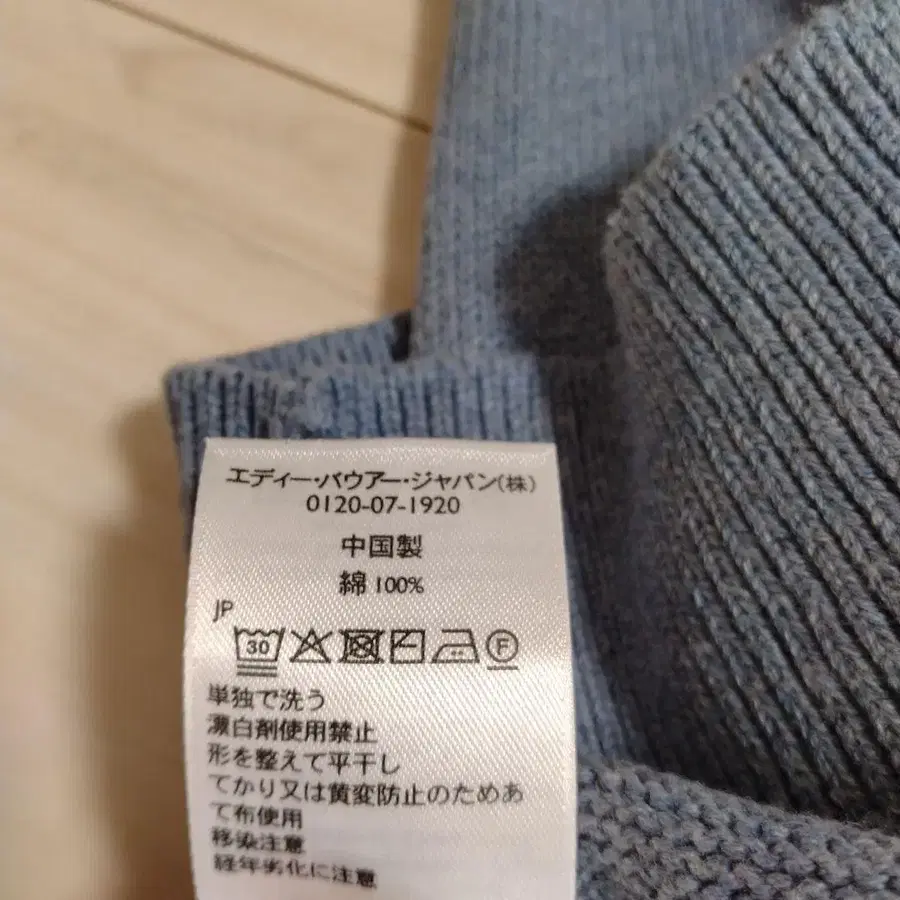 エディー・バウアー・ジャパン(株)
0120-07-1920
中国製
綿 100%
JP
30 F
単独で洗う
漂白剤使用禁止
形を整えて平干し
てかり又は黄変防止のためあ
て布使用
移染注意
経年劣化に注意